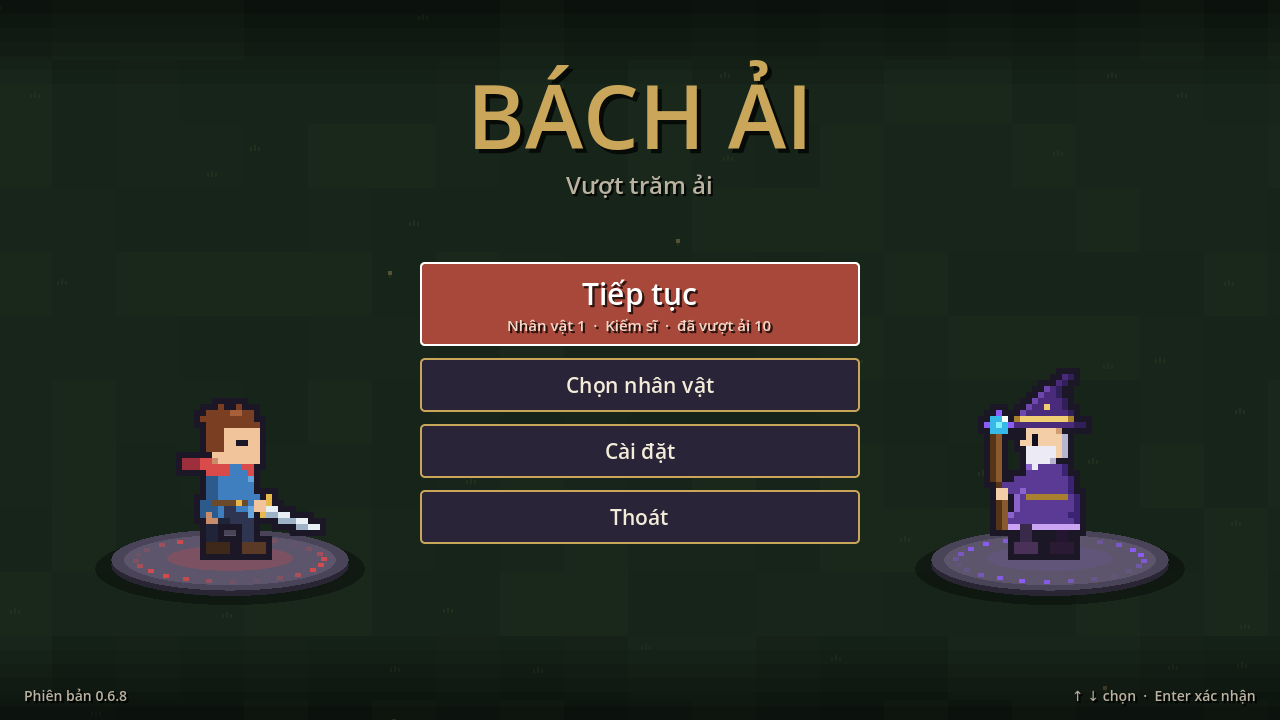 BÁCH ẢI
Vượt trăm ải
Tiếp tục
Nhân vật 1 · Kiếm sĩ · đã vượt ải 10
Chọn nhân vật
Cài đặt
Thoát
Phiên bản 0.6.8
↑ ↓ chọn · Enter xác nhận